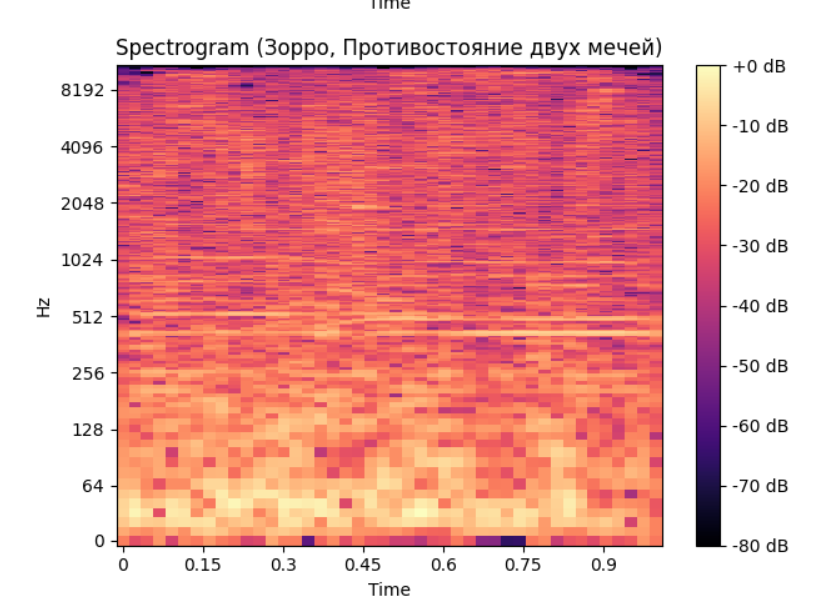 Time
Spectrogram (Зорро, Противостояние двух мечей)
+0 dB
8192
-10 dB
4096
-20 dB
2048
-30 dB
1024
-40 dB
Hz
512
-50 dB
256
-60 dB
128
-70 dB
64
0
-80 dB
0 0.15 0.3 0.45 0.6 0.75 0.9
Time